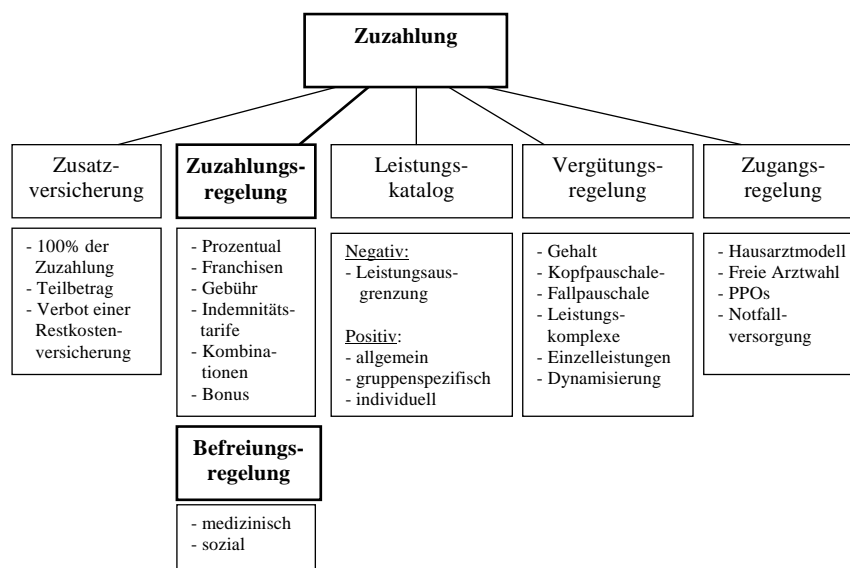 Zuzahlung
Zusatz-
versicherung
- 100% der
Zuzahlung
- Teilbetrag
- Verbot einer
Restkosten-
versicherung
Zuzahlungs-
regelung
- Prozentual
- Franchisen
- Gebühr
- Indemnitäts-
tarife
- Kombina-
tionen
- Bonus
Befreiungs-
regelung
- medizinisch
- sozial
Leistungs-
katalog
Negativ:
- Leistungsaus-
grenzung
Positiv:
- allgemein
- gruppenspezifisch
- individuell
Vergütungs-
regelung
- Gehalt
- Kopfpauschale-
- Fallpauschale
- Leistungs-
komplexe
- Einzelleistungen
- Dynamisierung
Zugangs-
regelung
- Hausarztmodell
- Freie Arztwahl
- PPOs
- Notfall-
versorgung